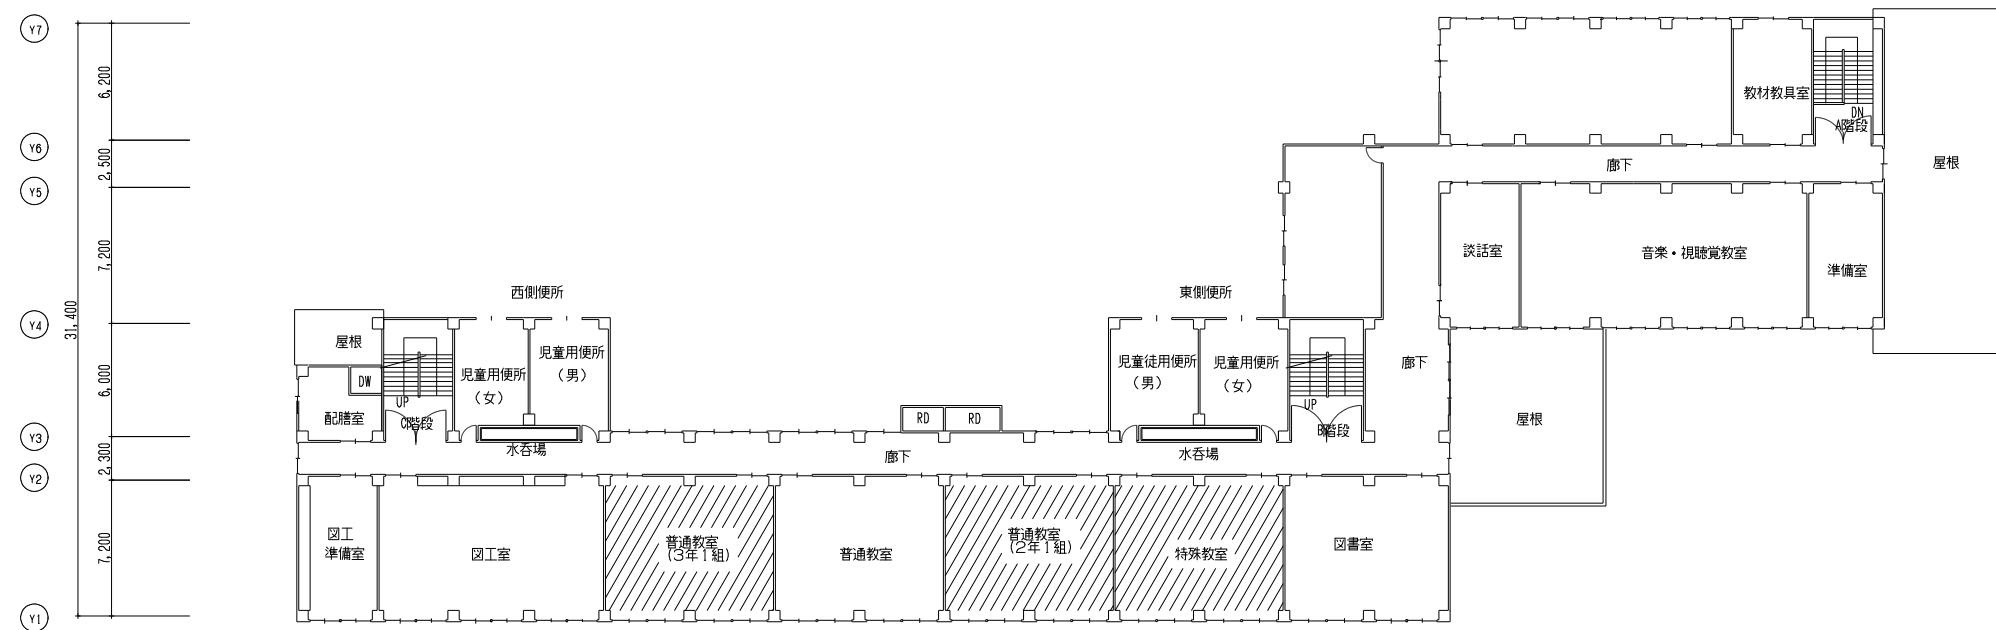 Y7
Y6
Y5
Y4
Y3
Y2
Y1
31,400
6,200
2,500
7,200
6,000
2,300
7,200
教材教具室
DN
A階段
廊下
屋根
談話室
音楽・視聴覚教室
準備室
西側便所
東側便所
屋根
DW
配膳室
UP
C階段
児童用便所
(女)
児童用便所
(男)
水呑場
RD
RD
児童徒用便所
(男)
児童用便所
(女)
水呑場
UP
B階段
廊下
屋根
廊下
図工
準備室
図工室
普通教室
(3年1組)
普通教室
普通教室
(2年1組)
特殊教室
図書室